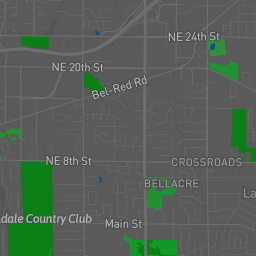 NE 24th St
NE 20th St
Bel-Red Rd
NE 8th St
CROSSROADS
BELLACRE
La
dale Country Club
Main St